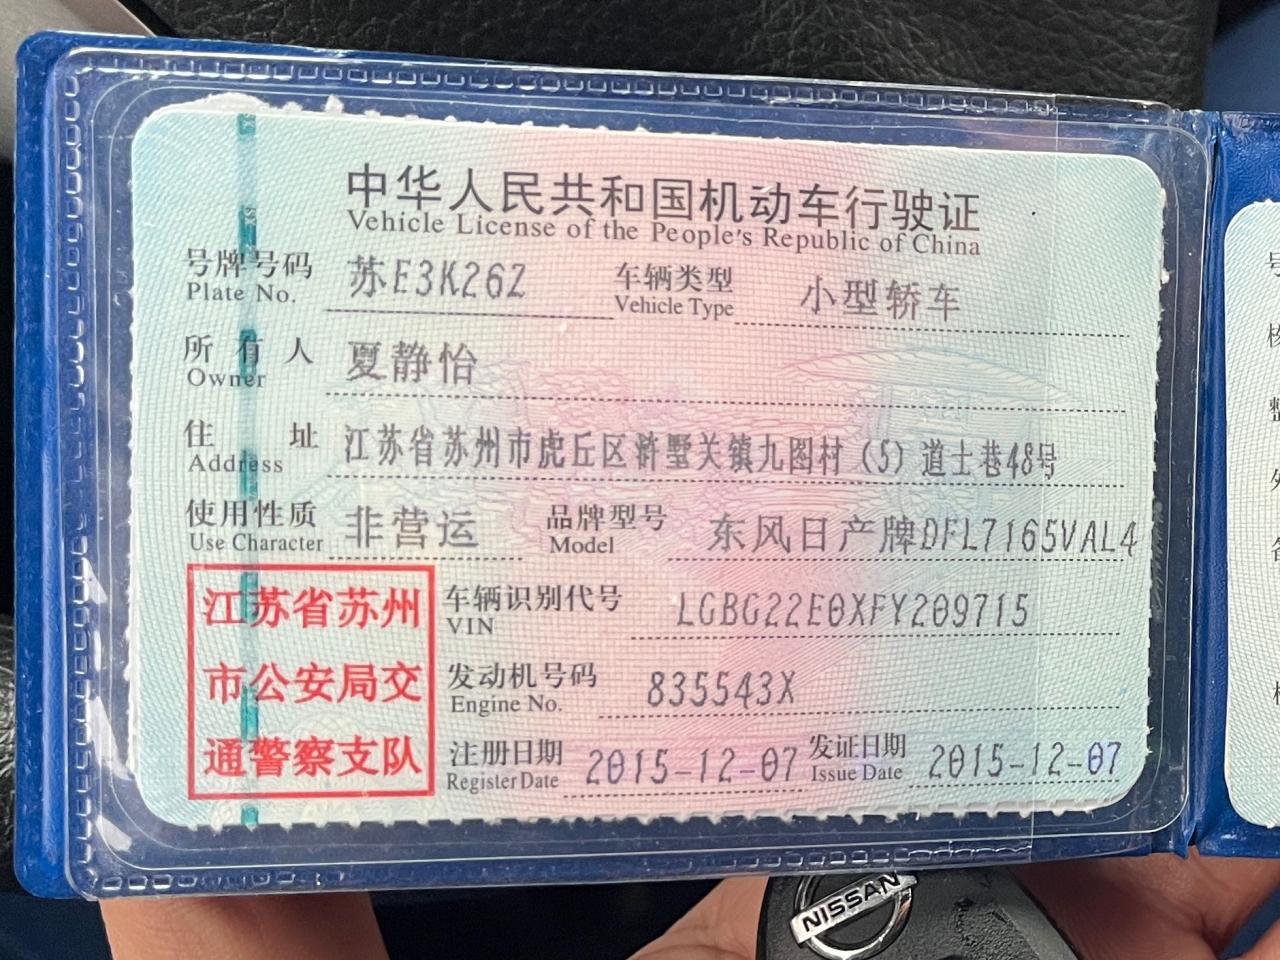 中华人民共和国机动车行驶证
Vehicle License of the People's Republic of China
号牌号码 苏E3K26Z 车辆类型 小型轿车
Plate No. Vehicle Type
所有人 夏静怡
Owner
住址 江苏省苏州市虎丘区浒墅关镇九图村（5）道士巷48号
Address
使用性质 非营运 品牌型号 东风日产牌DFL7165VAL4
Use Character Model
江苏省苏州
市公安局交
通警察支队
车辆识别代号 LGBG22E0XFY209715
VIN
发动机号码 835543X
Engine No.
注册日期 2015-12-07 发证日期 2015-12-07
Register Date Issue Date
NISSAN